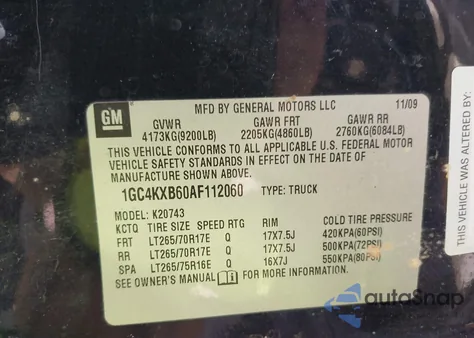 GM
MFD BY GENERAL MOTORS LLC 11/09
GVWR GAWR FRT GAWR RR
4173KG(9200LB) 2205KG(4860LB) 2760KG(6084LB)
THIS VEHICLE CONFORMS TO ALL APPLICABLE U.S. FEDERAL MOTOR
VEHICLE SAFETY STANDARDS IN EFFECT ON THE DATE OF
MANUFACTURE SHOWN ABOVE.
1GC4KXB60AF112060 TYPE: TRUCK
MODEL: K20743
KCTQ TIRE SIZE SPEED RTG RIM COLD TIRE PRESSURE
FRT LT265/70R17E Q 17X7.5J 420KPA(60PSI)
RR LT265/70R17E Q 17X7.5J 500KPA(72PSI)
SPA LT265/75R16E Q 16X7J 550KPA(80PSI)
SEE OWNER'S MANUAL FOR MORE INFORMATION.
THIS VEHICLE WAS ALTERED BY:
autoSnap